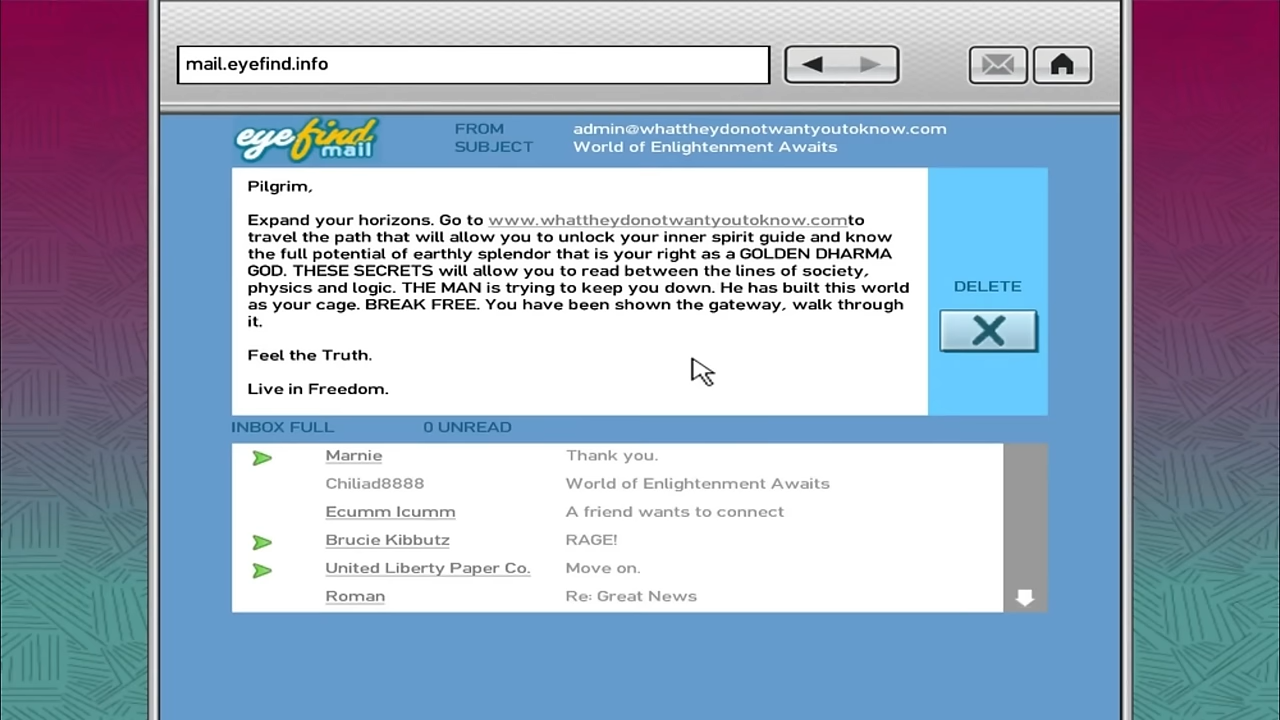 mail.eyefind.info
eyefind mail
FROM admin@whattheydonotwantyoutoknow.com
SUBJECT World of Enlightenment Awaits
Pilgrim,
Expand your horizons. Go to www.whattheydonotwantyoutoknow.comto
travel the path that will allow you to unlock your inner spirit guide and know
the full potential of earthly splendor that is your right as a GOLDEN DHARMA
GOD. THESE SECRETS will allow you to read between the lines of society,
physics and logic. THE MAN is trying to keep you down. He has built this world
as your cage. BREAK FREE. You have been shown the gateway, walk through
it.
Feel the Truth.
Live in Freedom.
DELETE
INBOX FULL 0 UNREAD
Marnie Thank you.
Chiliad8888 World of Enlightenment Awaits
Ecumm Icumm A friend wants to connect
Brucie Kibbutz RAGE!
United Liberty Paper Co. Move on.
Roman Re: Great News